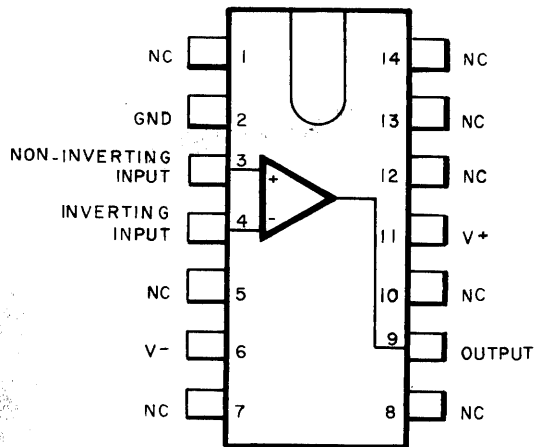 NC 1 14 NC
GND 2 13 NC
NON-INVERTING
INPUT 3 + 12 NC
INVERTING
INPUT 4 - 11 V+
NC 5 10 NC
V- 6 9 OUTPUT
NC 7 8 NC